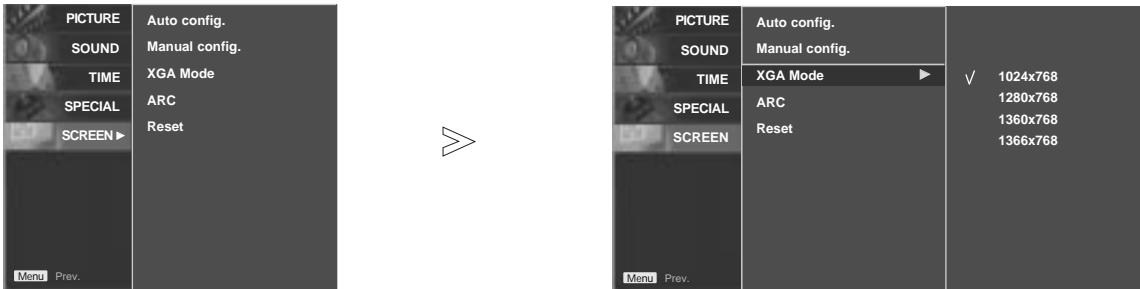 PICTURE
SOUND
TIME
SPECIAL
SCREEN ▶
Auto config.
Manual config.
XGA Mode
ARC
Reset
Menu Prev.
>
PICTURE
SOUND
TIME
SPECIAL
SCREEN
Auto config.
Manual config.
XGA Mode ▶
ARC
Reset
√ 1024x768
1280x768
1360x768
1366x768
Menu Prev.